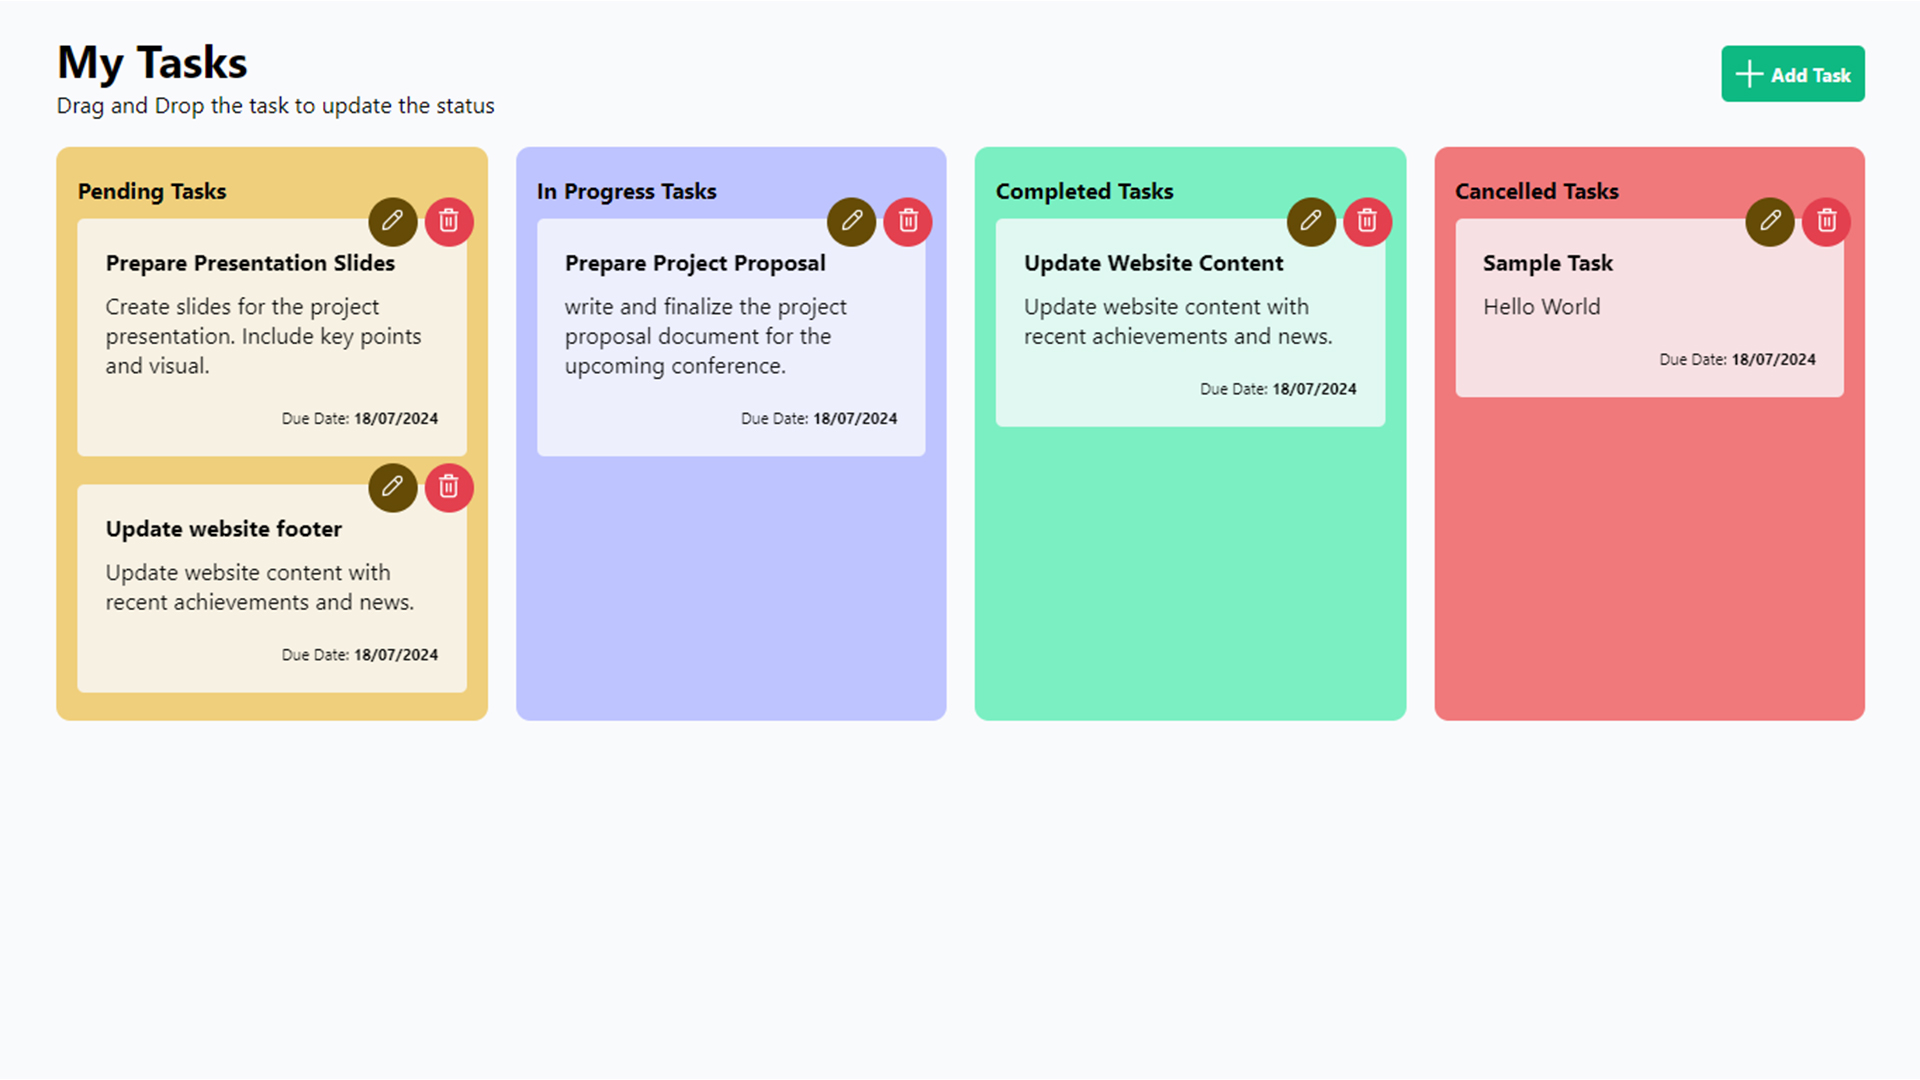 My Tasks
Drag and Drop the task to update the status
Add Task
Pending Tasks
Prepare Presentation Slides
Create slides for the project
presentation. Include key points
and visual.
Due Date: 18/07/2024
Update website footer
Update website content with
recent achievements and news.
Due Date: 18/07/2024
In Progress Tasks
Prepare Project Proposal
write and finalize the project
proposal document for the
upcoming conference.
Due Date: 18/07/2024
Completed Tasks
Update Website Content
Update website content with
recent achievements and news.
Due Date: 18/07/2024
Cancelled Tasks
Sample Task
Hello World
Due Date: 18/07/2024